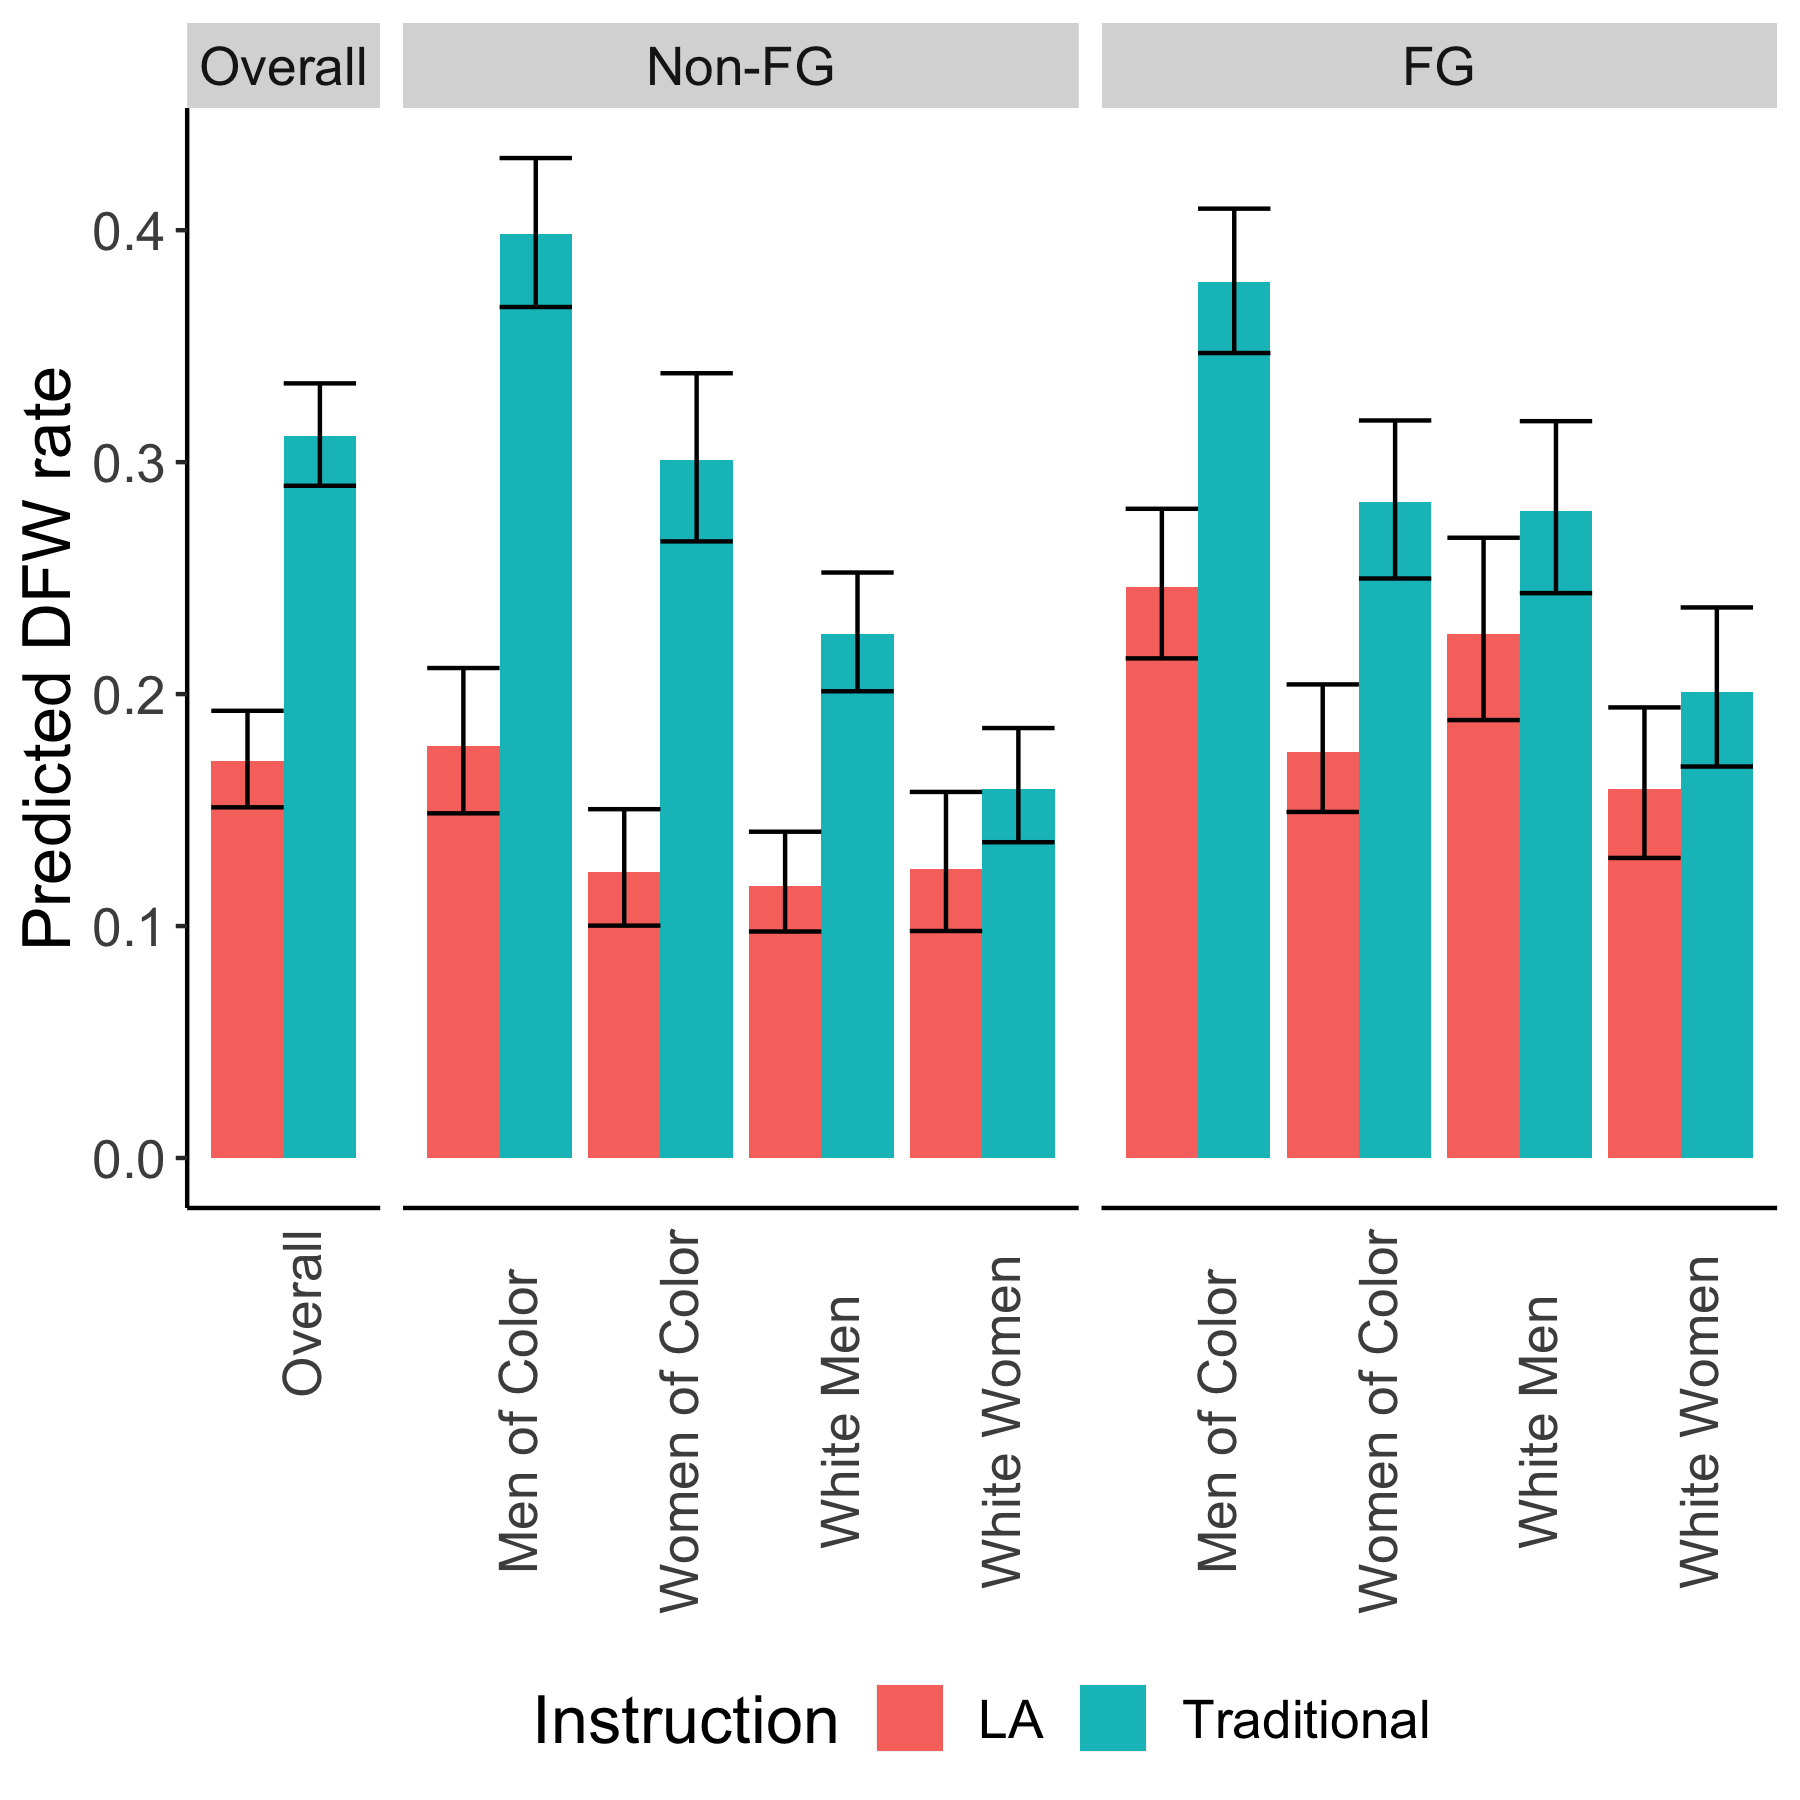 Overall Non-FG FG
Predicted DFW rate
0.4
0.3
0.2
0.1
0.0
Overall
Men of Color
Women of Color
White Men
White Women
Men of Color
Women of Color
White Men
White Women
Instruction LA Traditional